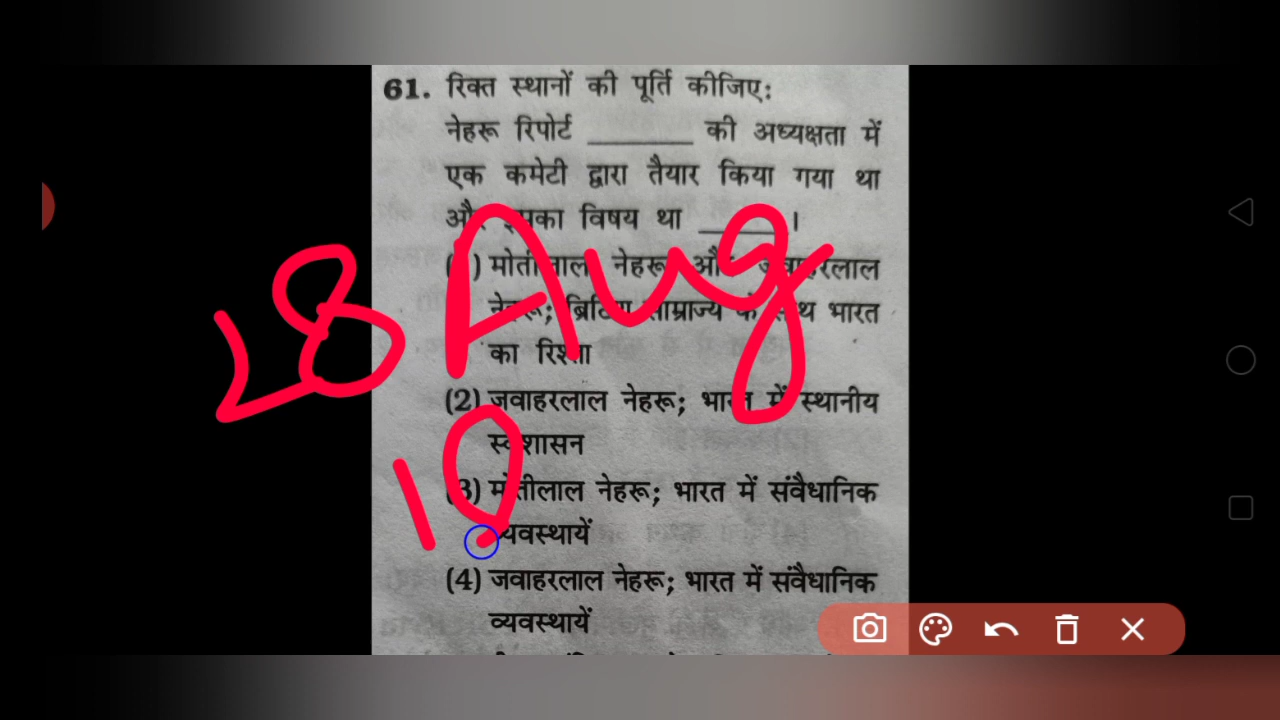 61. रिक्त स्थानों की पूर्ति कीजिए:
नेहरू रिपोर्ट ________ की अध्यक्षता में
एक कमेटी द्वारा तैयार किया गया था
और इसका विषय था ______।
(1) मोतीलाल नेहरू और जवाहरलाल
नेहरू; ब्रिटिश साम्राज्य के साथ भारत
का रिश्ता
(2) जवाहरलाल नेहरू; भारत में स्थानीय
स्वशासन
(3) मोतीलाल नेहरू; भारत में संवैधानिक
व्यवस्थायें
(4) जवाहरलाल नेहरू; भारत में संवैधानिक
व्यवस्थायें
28 Aug